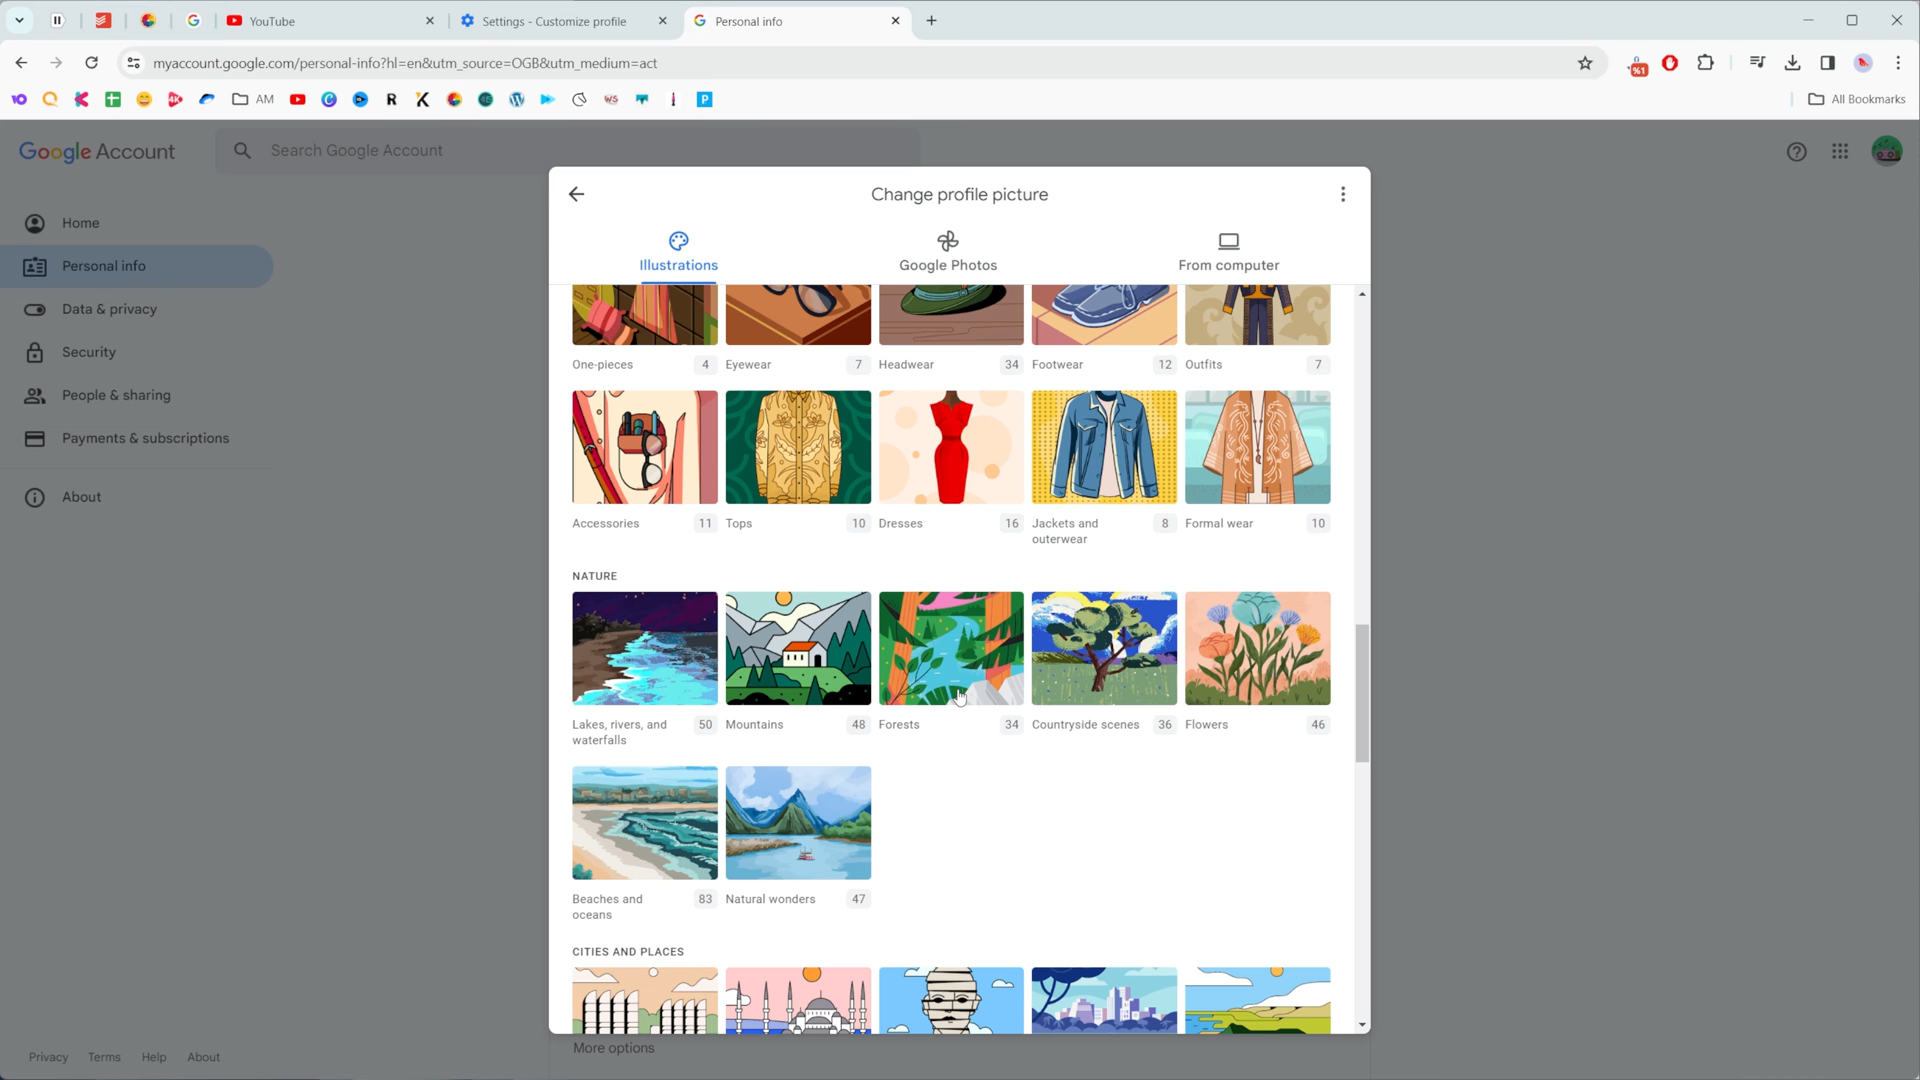 YouTube
Settings - Customize profile
Personal info
myaccount.google.com/personal-info?hl=en&utm_source=OGB&utm_medium=act
%1
AM
All Bookmarks
Google Account
Search Google Account
Home
Personal info
Data & privacy
Security
People & sharing
Payments & subscriptions
About
Change profile picture
Illustrations
Google Photos
From computer
One-pieces 4
Eyewear 7
Headwear 34
Footwear 12
Outfits 7
Accessories 11
Tops 10
Dresses 16
Jackets and 8
outerwear
Formal wear 10
NATURE
Lakes, rivers, and 50
waterfalls
Mountains 48
Forests 34
Countryside scenes 36
Flowers 46
Beaches and 83
oceans
Natural wonders 47
CITIES AND PLACES
More options
Privacy Terms Help About